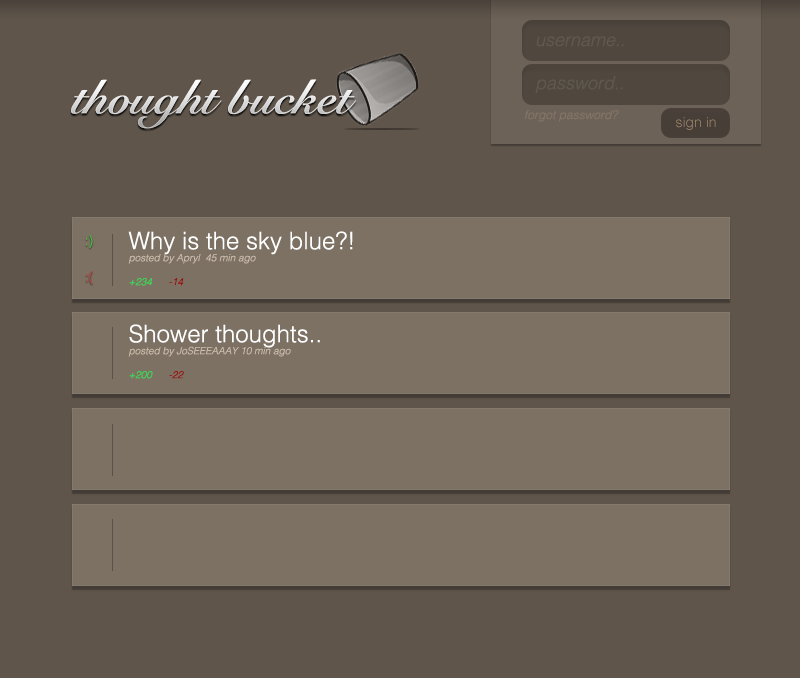 username..
thought bucket
password..
forgot password?
sign in
:)
Why is the sky blue?!
posted by Apryl 45 min ago
:(
+234 -14
Shower thoughts..
posted by JoSEEEAAAY 10 min ago
+200 -22